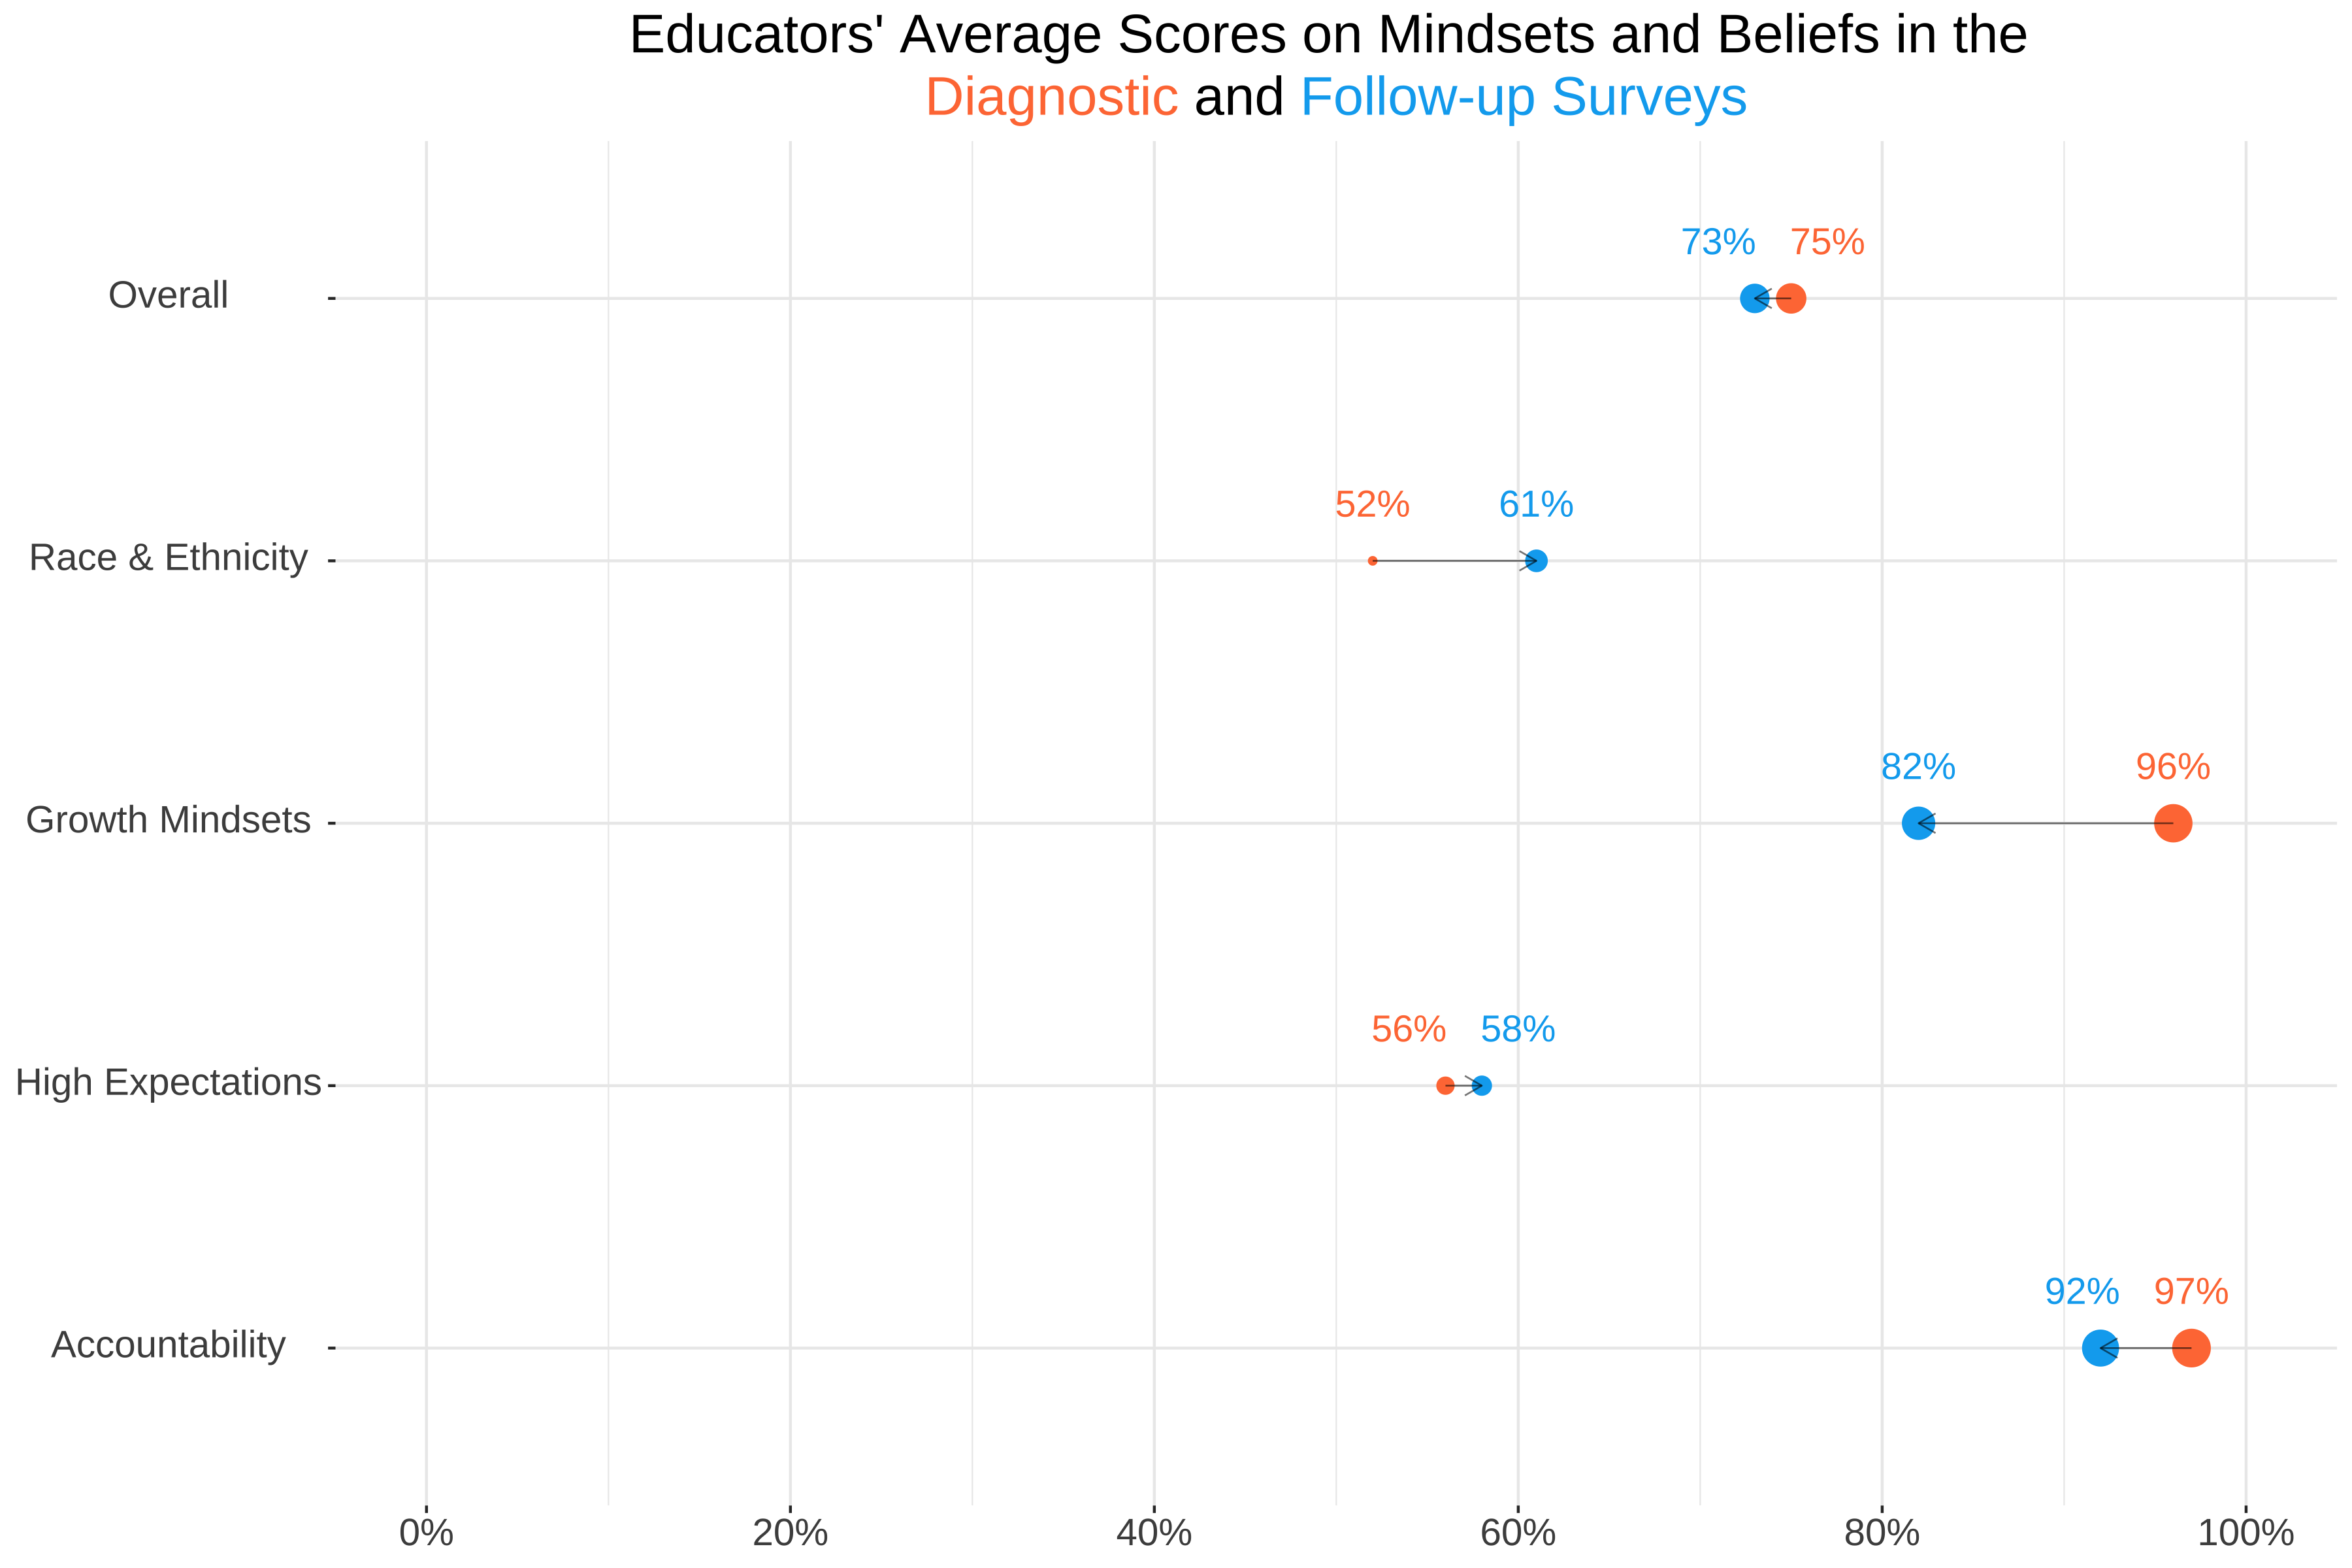 Educators' Average Scores on Mindsets and Beliefs in the
Diagnostic and Follow-up Surveys
73% 75%
Overall
52% 61%
Race & Ethnicity
82% 96%
Growth Mindsets
56% 58%
High Expectations
92% 97%
Accountability
0% 20% 40% 60% 80% 100%